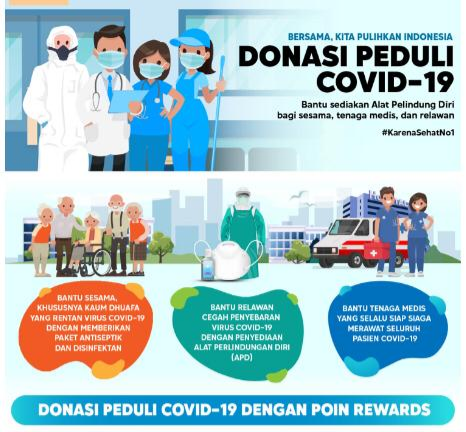 BERSAMA, KITA PULIHKAN INDONESIA
DONASI PEDULI
COVID-19
Bantu sediakan Alat Pelindung Diri
bagi sesama, tenaga medis, dan relawan
#KarenaSehatNo1
BANTU SESAMA,
KHUSUSNYA KAUM DHUAFA
YANG RENTAN VIRUS COVID-19
DENGAN MEMBERIKAN
PAKET ANTISEPTIK
DAN DISINFEKTAN
BANTU RELAWAN
CEGAH PENYEBARAN
VIRUS COVID-19
DENGAN PENYEDIAAN
ALAT PERLINDUNGAN DIRI
(APD)
BANTU TENAGA MEDIS
YANG SELALU SIAP SIAGA
MERAWAT SELURUH
PASIEN COVID-19
DONASI PEDULI COVID-19 DENGAN POIN REWARDS